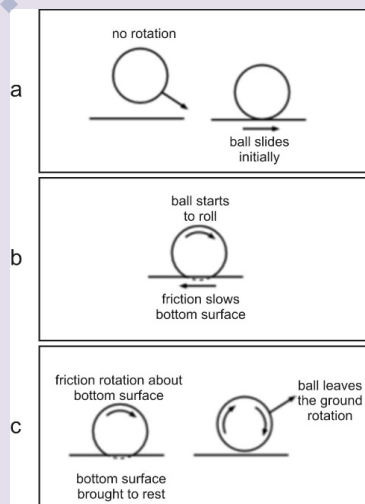 a
no rotation
ball slides
initially
b
ball starts
to roll
friction slows
bottom surface
c
friction rotation about
bottom surface
bottom surface
brought to rest
ball leaves
the ground
rotation